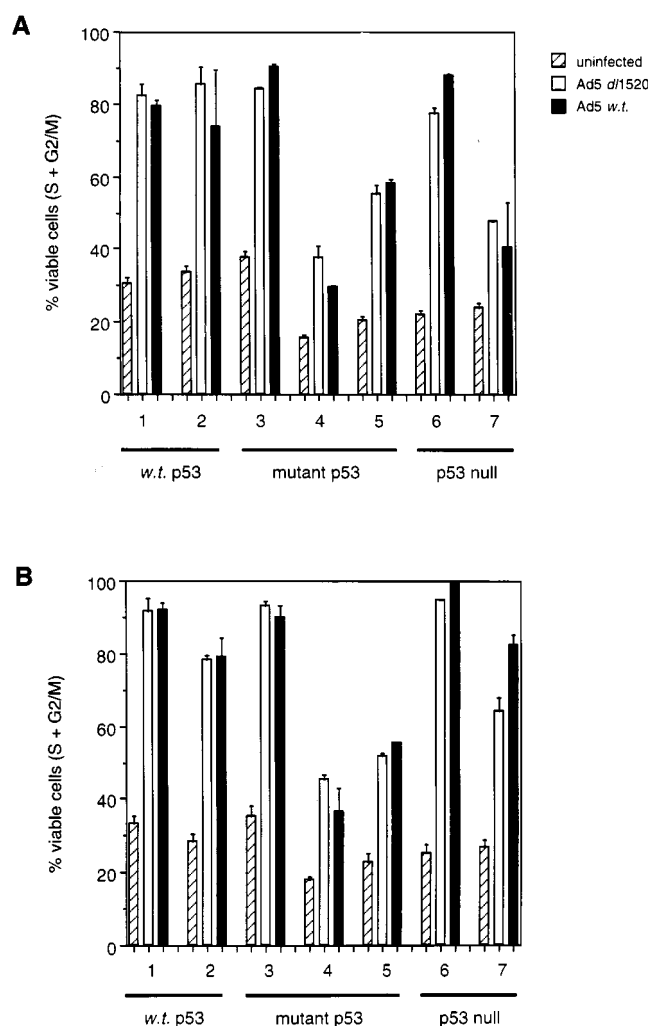 A
100
80
60
40
20
0
% viable cells (S + G2/M)
uninfected
Ad5 dl1520
Ad5 w.t.
1 2 3 4 5 6 7
w.t. p53 mutant p53 p53 null
B
100
80
60
40
20
0
% viable cells (S + G2/M)
1 2 3 4 5 6 7
w.t. p53 mutant p53 p53 null